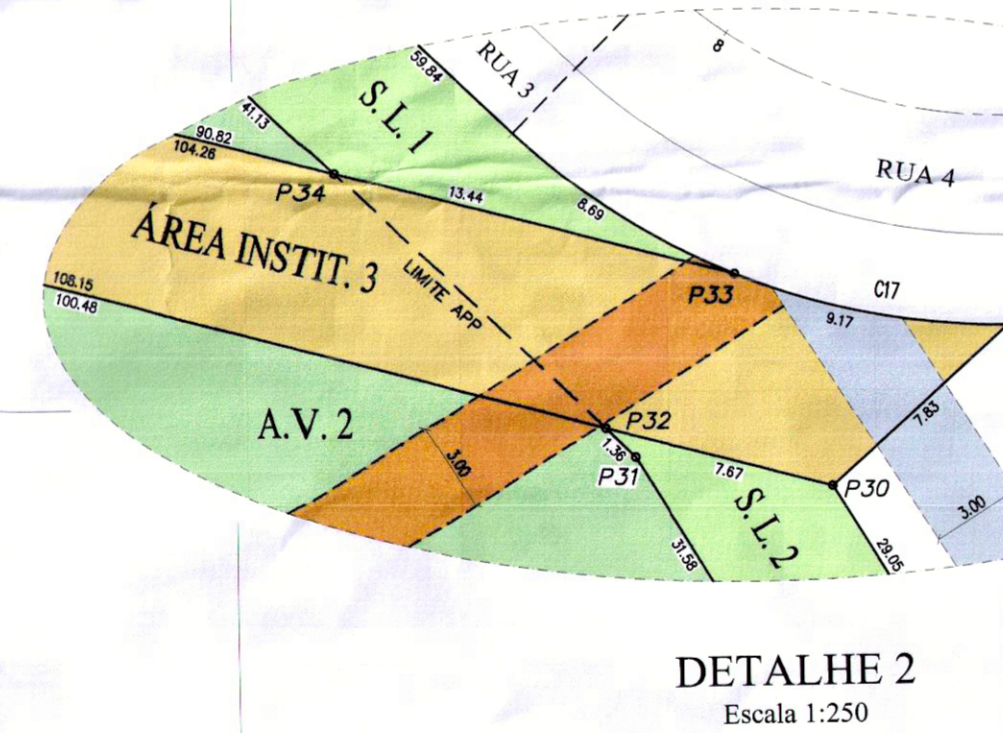 8
RUA 3
59.84
S. L. 1
41.13
90.82
104.26
RUA 4
P34
13.44
8.69
ÁREA INSTIT. 3
LIMITE APP
P33
C17
9.17
108.15
100.48
A.V. 2
P32
7.83
1.36
P31
7.67
3.00
P30
S. L. 2
3.00
31.58
29.05
DETALHE 2
Escala 1:250